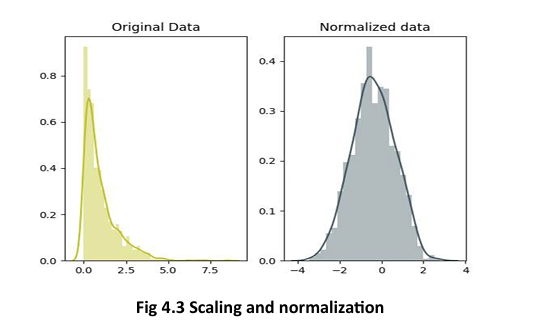 Original Data
Normalized data
0.8
0.6
0.4
0.2
0.0
0.0 2.5 5.0 7.5
0.4
0.3
0.2
0.1
0.0
−4 −2 0 2 4
Fig 4.3 Scaling and normalization